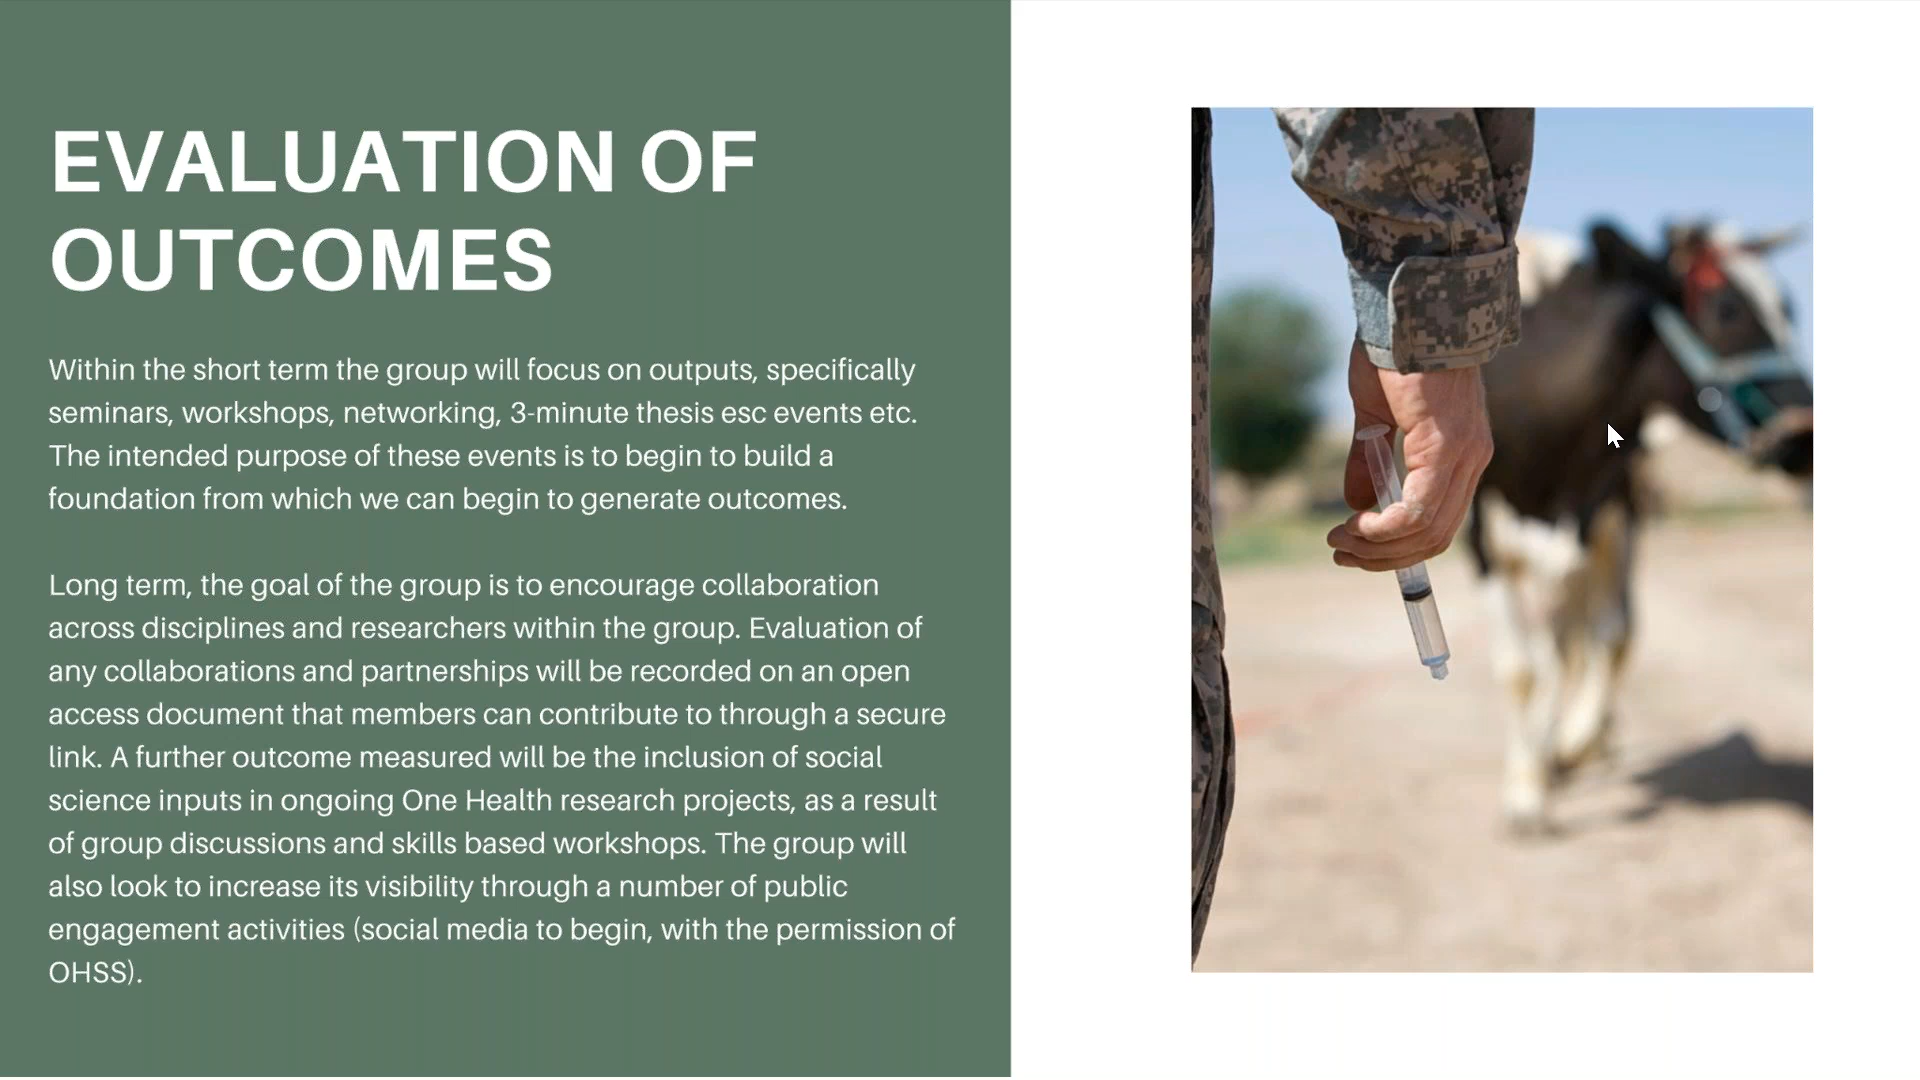 EVALUATION OF
OUTCOMES
Within the short term the group will focus on outputs, specifically
seminars, workshops, networking, 3-minute thesis esc events etc.
The intended purpose of these events is to begin to build a
foundation from which we can begin to generate outcomes.
Long term, the goal of the group is to encourage collaboration
across disciplines and researchers within the group. Evaluation of
any collaborations and partnerships will be recorded on an open
access document that members can contribute to through a secure
link. A further outcome measured will be the inclusion of social
science inputs in ongoing One Health research projects, as a result
of group discussions and skills based workshops. The group will
also look to increase its visibility through a number of public
engagement activities (social media to begin, with the permission of
OHSS).